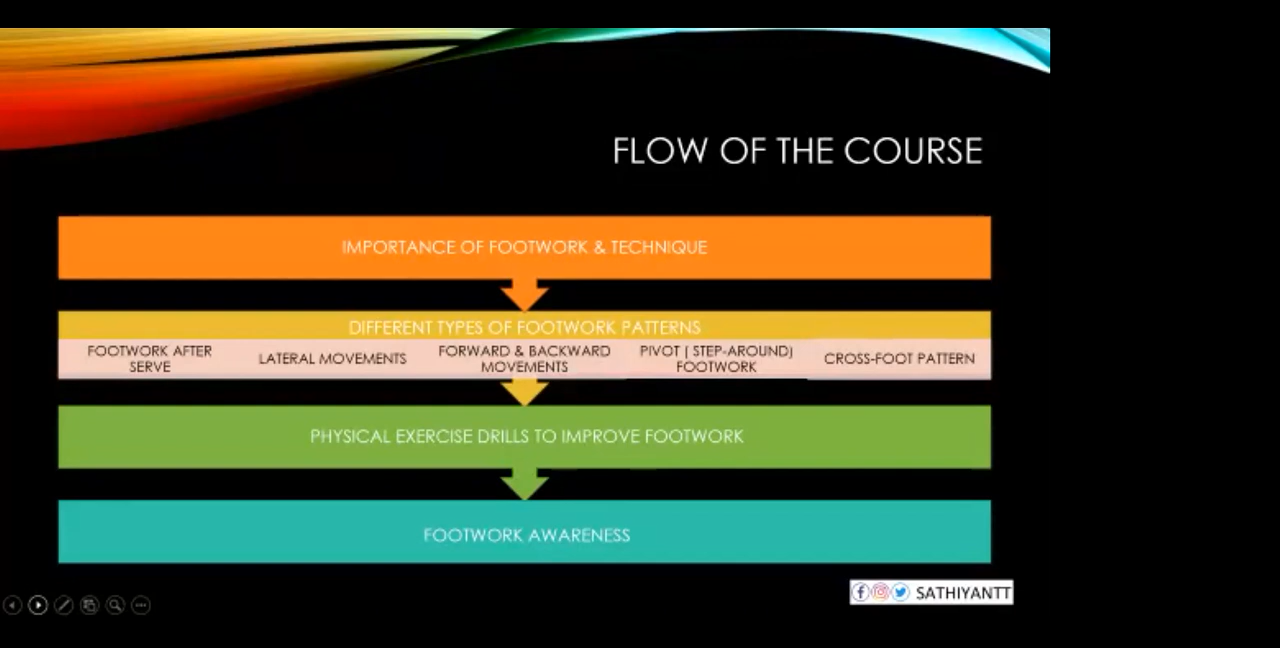 FLOW OF THE COURSE
IMPORTANCE OF FOOTWORK & TECHNIQUE
DIFFERENT TYPES OF FOOTWORK PATTERNS
FOOTWORK AFTER
SERVE
LATERAL MOVEMENTS
FORWARD & BACKWARD
MOVEMENTS
PIVOT ( STEP-AROUND)
FOOTWORK
CROSS-FOOT PATTERN
PHYSICAL EXERCISE DRILLS TO IMPROVE FOOTWORK
FOOTWORK AWARENESS
SATHIYANTT